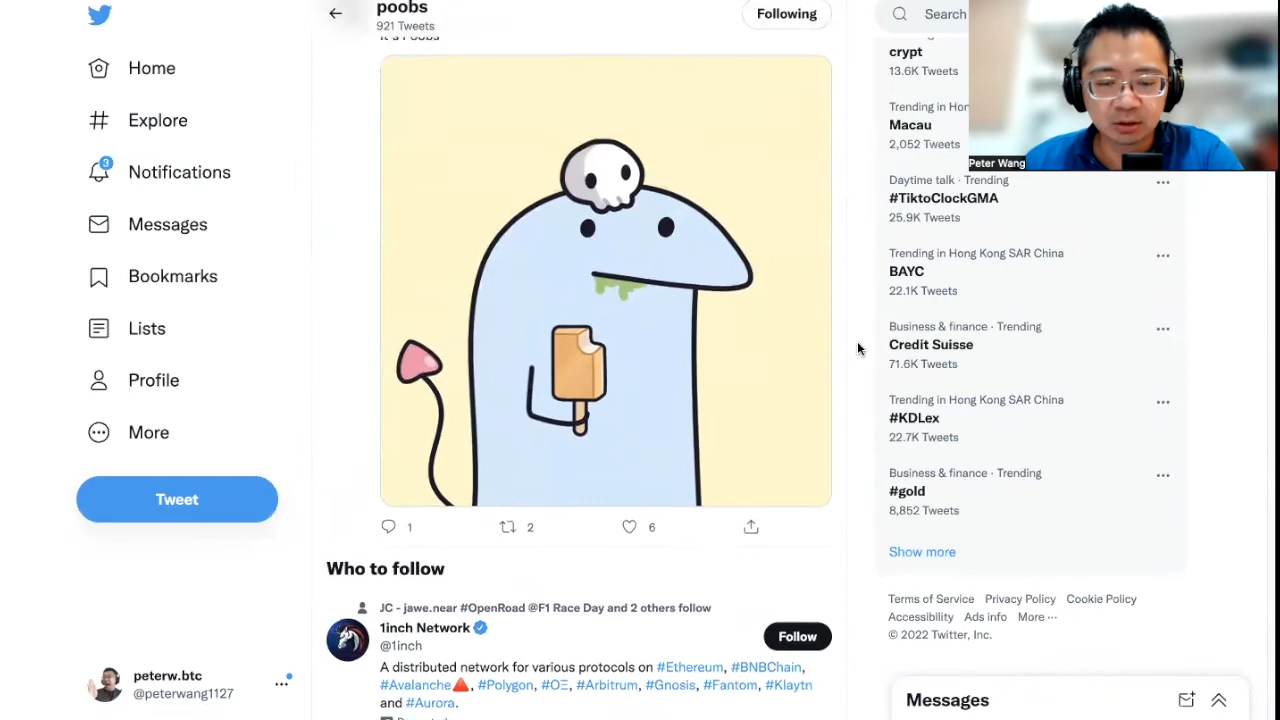 poobs
921 Tweets
Following
Search
Home
Explore
3
Notifications
Messages
Bookmarks
Lists
Profile
More
Tweet
peterw.btc
@peterwang1127
It's Poobs
1
2
6
Who to follow
JC - jawe.near #OpenRoad @F1 Race Day and 2 others follow
1inch Network
@1inch
Follow
A distributed network for various protocols on #Ethereum, #BNBChain,
#Avalanche🔺, #Polygon, #OΞ, #Arbitrum, #Gnosis, #Fantom, #Klaytn
and #Aurora.
crypt
13.6K Tweets
Trending in Hon
Macau
2,052 Tweets
Peter Wang
Daytime talk · Trending
#TiktoClockGMA
25.9K Tweets
Trending in Hong Kong SAR China
BAYC
22.1K Tweets
Business & finance · Trending
Credit Suisse
71.6K Tweets
Trending in Hong Kong SAR China
#KDLex
22.7K Tweets
Business & finance · Trending
#gold
8,852 Tweets
Show more
Terms of Service Privacy Policy Cookie Policy
Accessibility Ads info More ···
© 2022 Twitter, Inc.
Messages